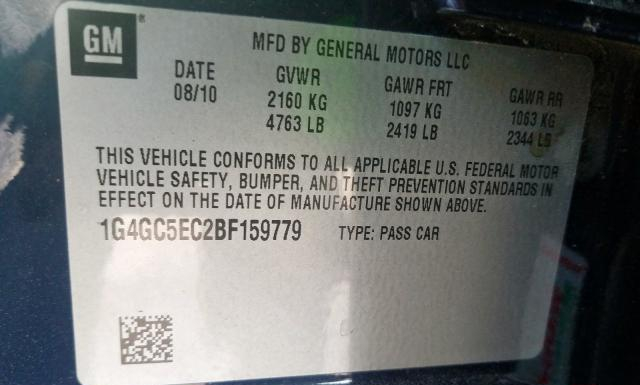 GM
MFD BY GENERAL MOTORS LLC
DATE GVWR GAWR FRT GAWR RR
08/10 2160 KG 1097 KG 1063 KG
4763 LB 2419 LB 2344 LB
THIS VEHICLE CONFORMS TO ALL APPLICABLE U.S. FEDERAL MOTOR
VEHICLE SAFETY, BUMPER, AND THEFT PREVENTION STANDARDS IN
EFFECT ON THE DATE OF MANUFACTURE SHOWN ABOVE.
1G4GC5EC2BF159779 TYPE: PASS CAR